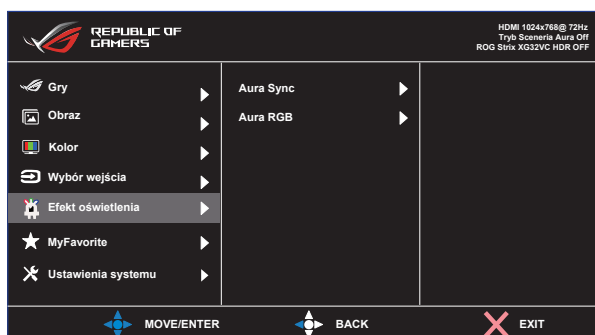 REPUBLIC OF
GAMERS
HDMI 1024x768@ 72Hz
Tryb Sceneria Aura Off
ROG Strix XG32VC HDR OFF
Gry
Obraz
Kolor
Wybór wejścia
Efekt oświetlenia
MyFavorite
Ustawienia systemu
Aura Sync
Aura RGB
MOVE/ENTER
BACK
EXIT